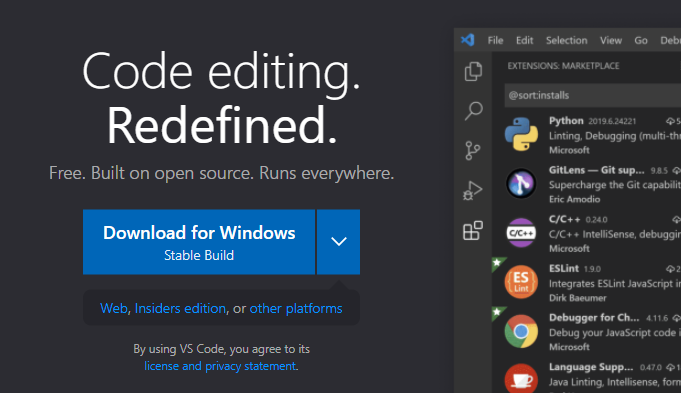 Code editing.
Redefined.
Free. Built on open source. Runs everywhere.
Download for Windows
Stable Build
Web, Insiders edition, or other platforms
By using VS Code, you agree to its
license and privacy statement.
File Edit Selection View Go Debu
EXTENSIONS: MARKETPLACE
@sort:installs
Python 2019.6.24221 5
Linting, Debugging (multi-thr
Microsoft
GitLens — Git sup... 9.8.5
Supercharge the Git capabilit
Eric Amodio
C/C++ 0.24.0
C/C++
C/C++ IntelliSense, debuggin
Microsoft
ESLint 1.9.0 2
ES
Lint
Integrates ESLint JavaScript in
Dirk Baeumer
Debugger for Ch... 4.11.6
Debug your JavaScript code i
Microsoft
Language Supp... 0.47.0 1
Java Linting, Intellisense, form